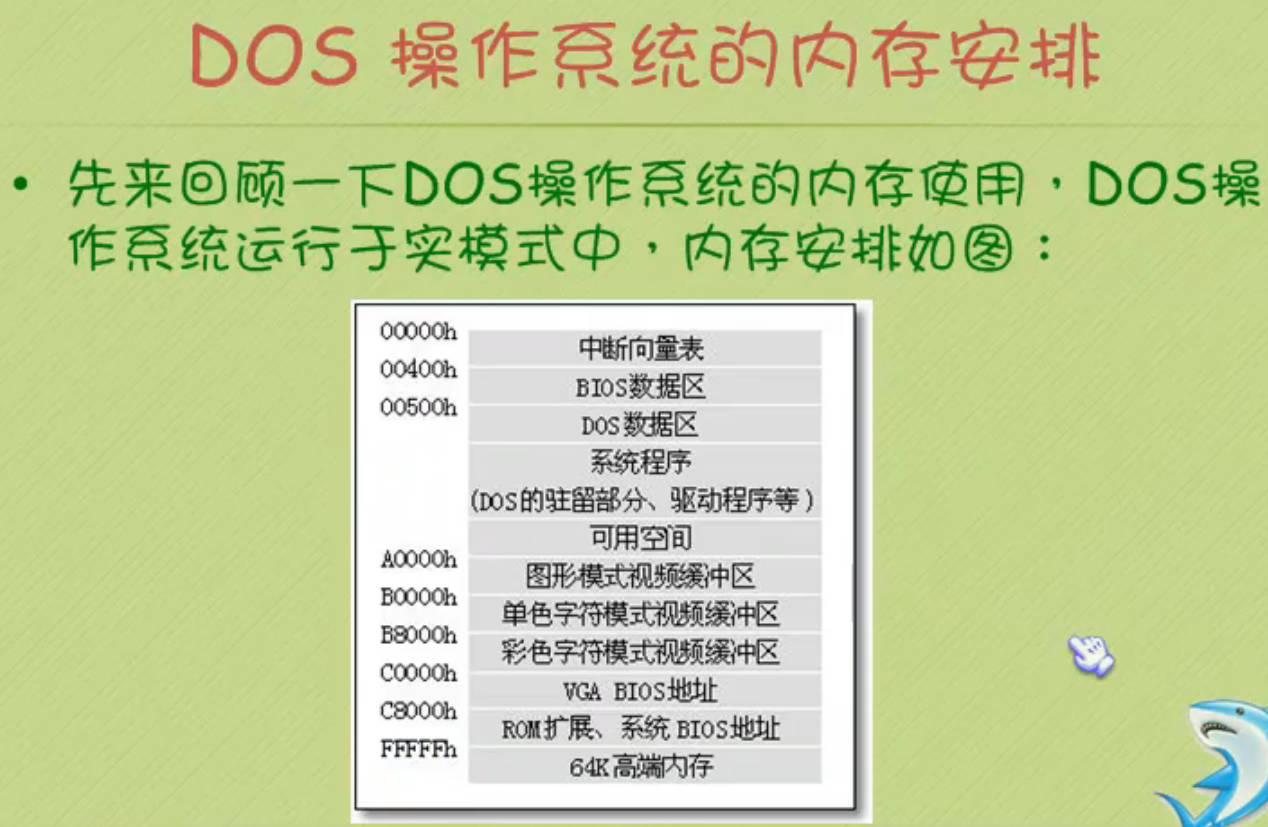 DOS 操作系统的内存安排
• 先来回顾一下DOS操作系统的内存使用，DOS操
作系统运行于实模式中，内存安排如图：
00000h
中断向量表
00400h
BIOS数据区
00500h
DOS数据区
系统程序
(DOS的驻留部分、驱动程序等)
可用空间
A0000h
图形模式视频缓冲区
B0000h
单色字符模式视频缓冲区
B8000h
彩色字符模式视频缓冲区
C0000h
VGA BIOS地址
C8000h
ROM扩展、系统BIOS地址
FFFFFh
64K高端内存